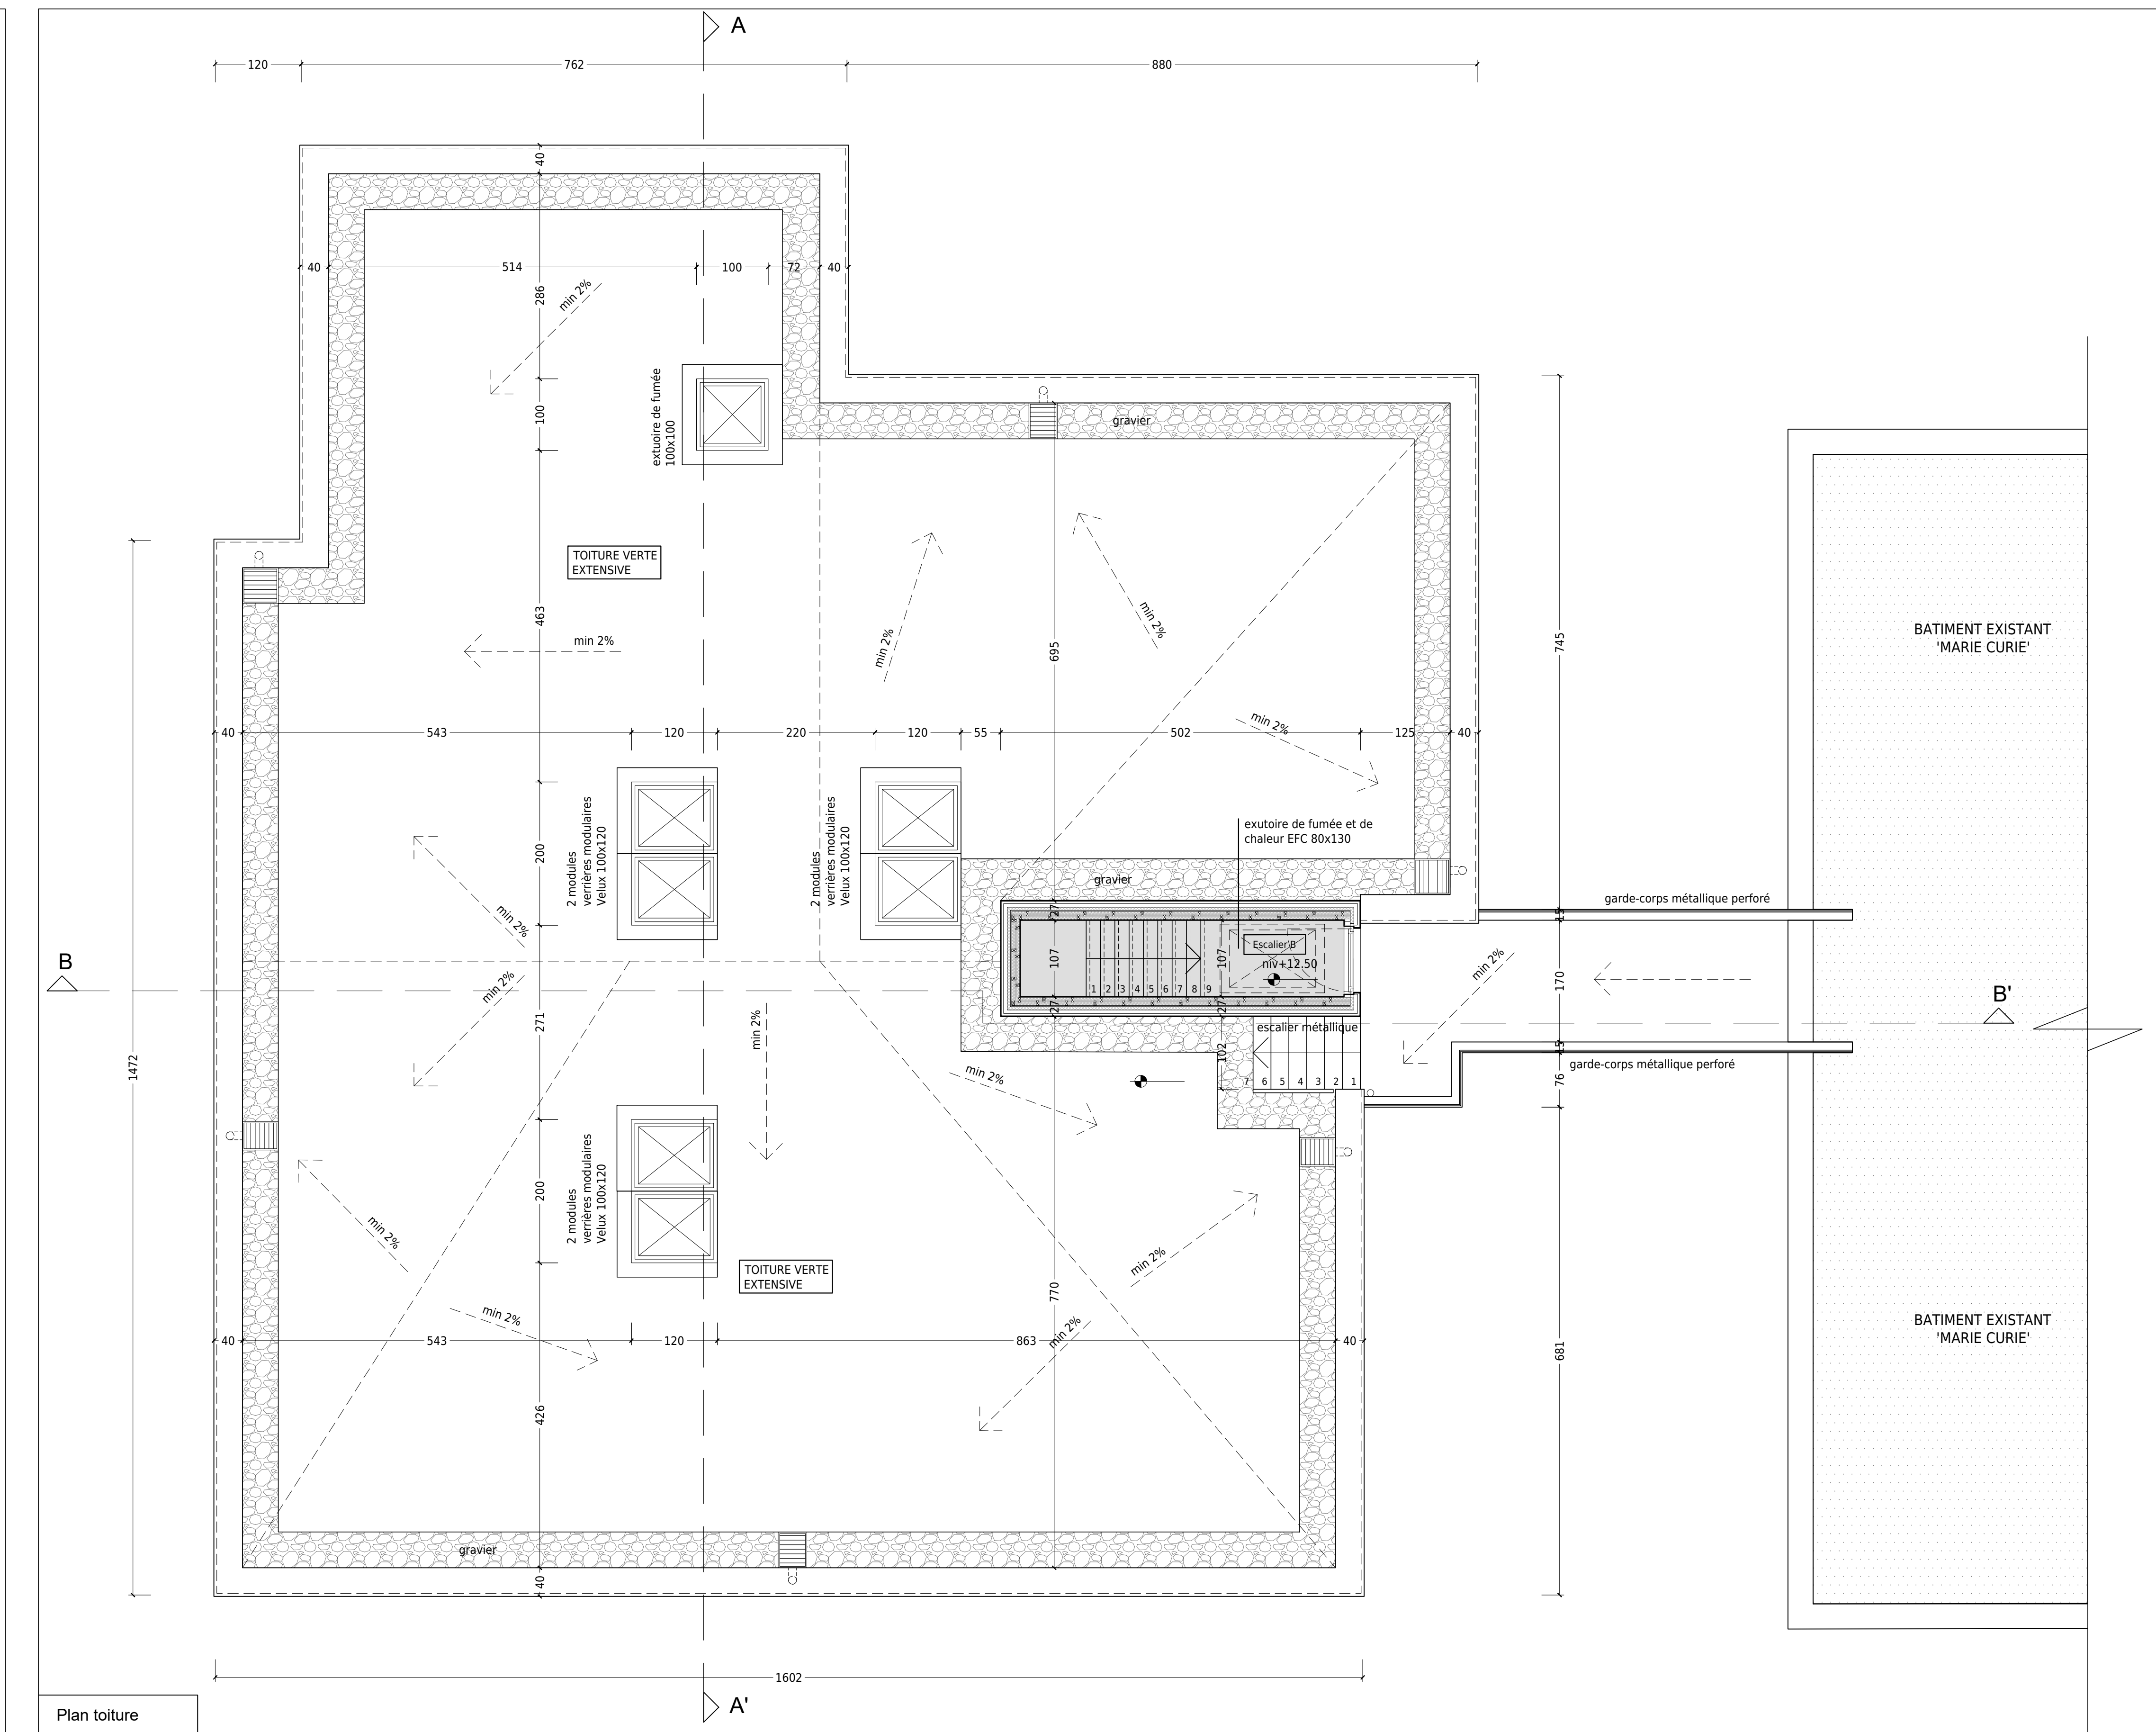 A
120
762
880
40
40
514
100
72
40
286
min 2%
extuoire de fumée
100x100
100
gravier
TOITURE VERTE
EXTENSIVE
463
min 2%
min 2%
min 2%
695
745
BATIMENT EXISTANT
'MARIE CURIE'
40
543
120
220
120
55
502
125
40
min 2%
2 modules
verrières modulaires
Velux 100x120
200
2 modules
verrières modulaires
Velux 100x120
exutoire de fumée et de
chaleur EFC 80x130
gravier
garde-corps métallique perforé
15
min 2%
27
107
27
107
27
Escalier B
niv+12.50
1 2 3 4 5 6 7 8 9
min 2%
170
B
B'
min 2%
271
min 2%
escalier métallique
102
7 6 5 4 3 2 1
15
garde-corps métallique perforé
76
1472
min 2%
2 modules
verrières modulaires
Velux 100x120
200
min 2%
min 2%
TOITURE VERTE
EXTENSIVE
770
min 2%
min 2%
BATIMENT EXISTANT
'MARIE CURIE'
681
40
543
120
863
40
426
gravier
40
1602
A'
Plan toiture